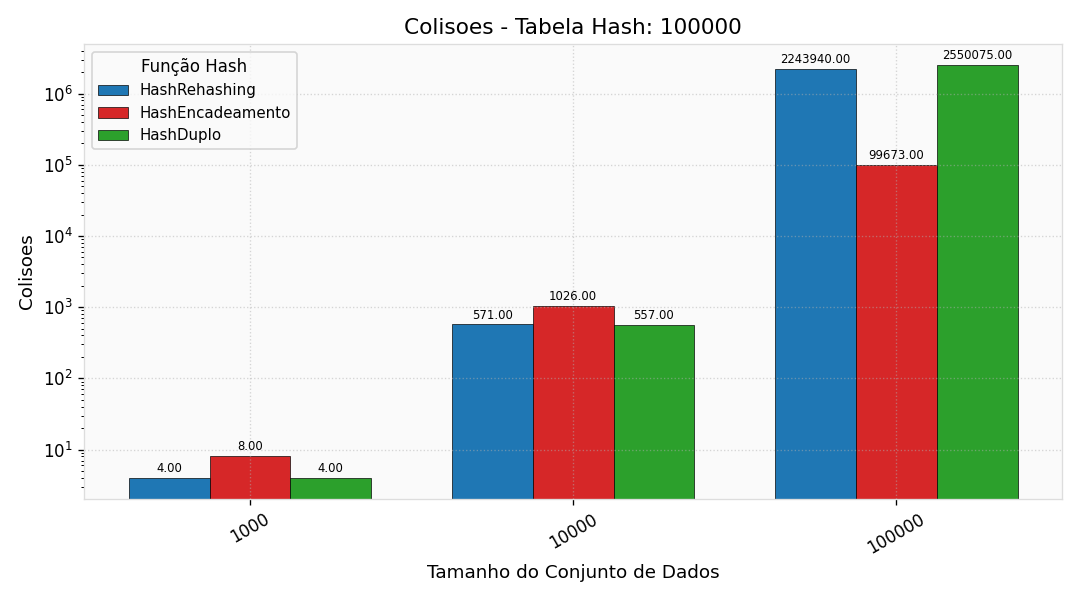 Colisoes - Tabela Hash: 100000
Função Hash
HashRehashing
HashEncadeamento
HashDuplo
Colisoes
10^6
10^5
10^4
10^3
10^2
10^1
4.00
8.00
4.00
571.00
1026.00
557.00
2243940.00
99673.00
2550075.00
1000
10000
100000
Tamanho do Conjunto de Dados